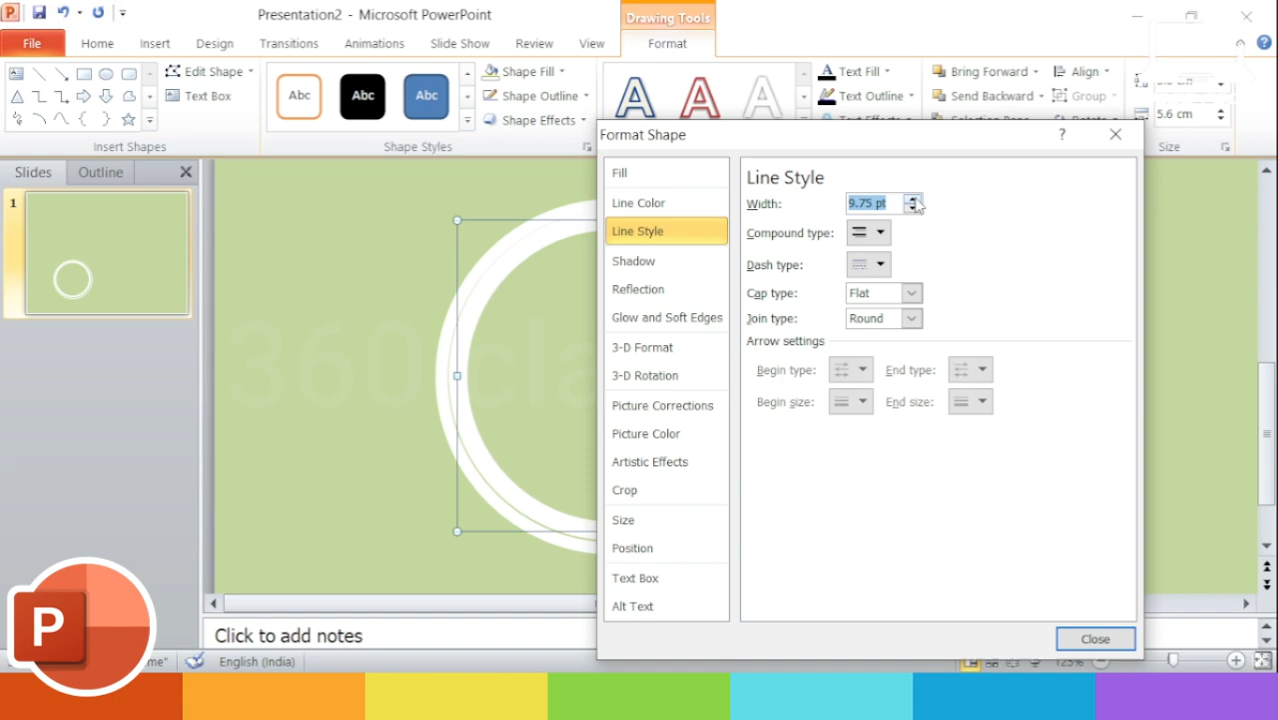 Presentation2 - Microsoft PowerPoint
Drawing Tools
File Home Insert Design Transitions Animations Slide Show Review View Format
Edit Shape
Text Box
Insert Shapes
Abc Abc Abc
Shape Fill
Shape Outline
Shape Effects
Shape Styles
Text Fill
Text Outline
Bring Forward
Send Backward
Align
Group
5.6 cm
Size
Slides Outline
1
360 cla
Format Shape
Fill
Line Color
Line Style
Shadow
Reflection
Glow and Soft Edges
3-D Format
3-D Rotation
Picture Corrections
Picture Color
Artistic Effects
Crop
Size
Position
Text Box
Alt Text
Line Style
Width: 9.75 pt
Compound type:
Dash type:
Cap type: Flat
Join type: Round
Arrow settings
Begin type: End type:
Begin size: End size:
Close
Click to add notes
English (India)
125%
P